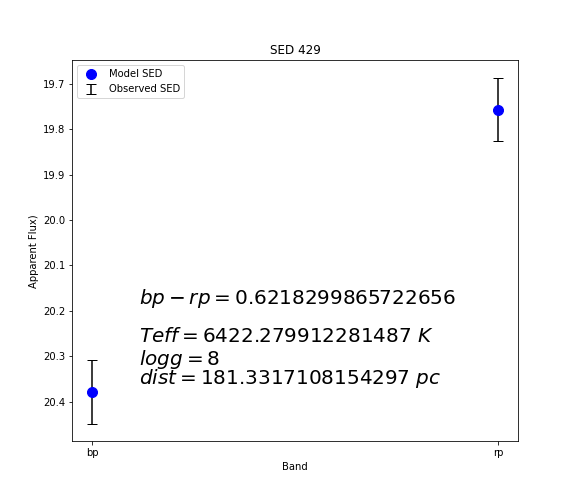 SED 429
Model SED
Observed SED
Apparent Flux)
19.7
19.8
19.9
20.0
20.1
20.2
20.3
20.4
bp − rp = 0.6218299865722656
Teff = 6422.279912281487 K
logg = 8
dist = 181.3317108154297 pc
bp
rp
Band